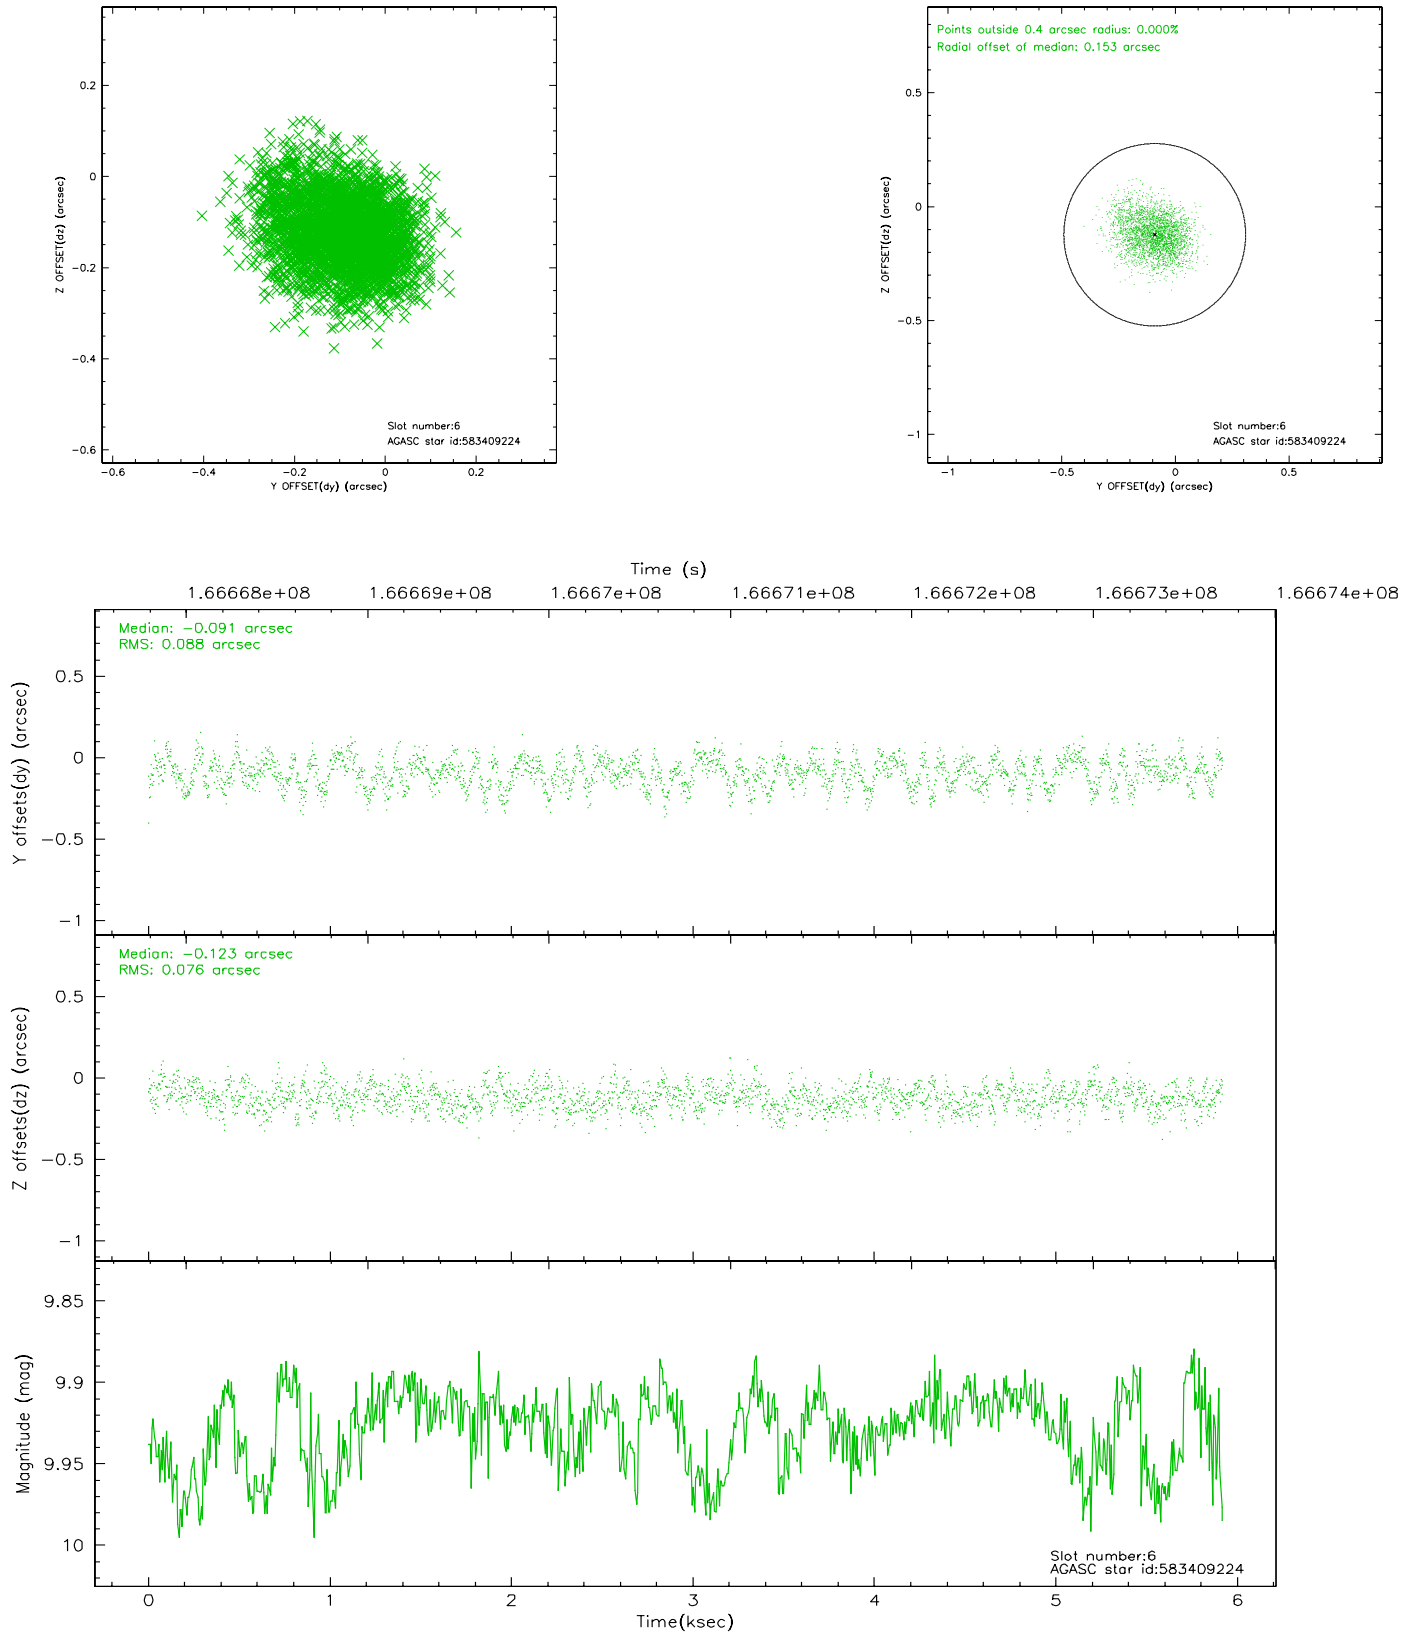 0.2
0
−0.2
−0.4
−0.6
Z OFFSET(dz) (arcsec)
Slot number:6
AGASC star id:583409224
−0.6 −0.4 −0.2 0 0.2
Y OFFSET(dy) (arcsec)
Points outside 0.4 arcsec radius: 0.000%
Radial offset of median: 0.153 arcsec
0.5
0
−0.5
−1
Z OFFSET(dz) (arcsec)
Slot number:6
AGASC star id:583409224
−1 −0.5 0 0.5
Y OFFSET(dy) (arcsec)
Time (s)
1.66668e+08 1.66669e+08 1.6667e+08 1.66671e+08 1.66672e+08 1.66673e+08 1.66674e+08
Median: −0.091 arcsec
RMS: 0.088 arcsec
0.5
0
−0.5
−1
Y offsets(dy) (arcsec)
Median: −0.123 arcsec
RMS: 0.076 arcsec
0.5
0
−0.5
−1
Z offsets(dz) (arcsec)
9.85
9.9
9.95
10
Magnitude (mag)
Slot number:6
AGASC star id:583409224
0 1 2 3 4 5 6
Time(ksec)